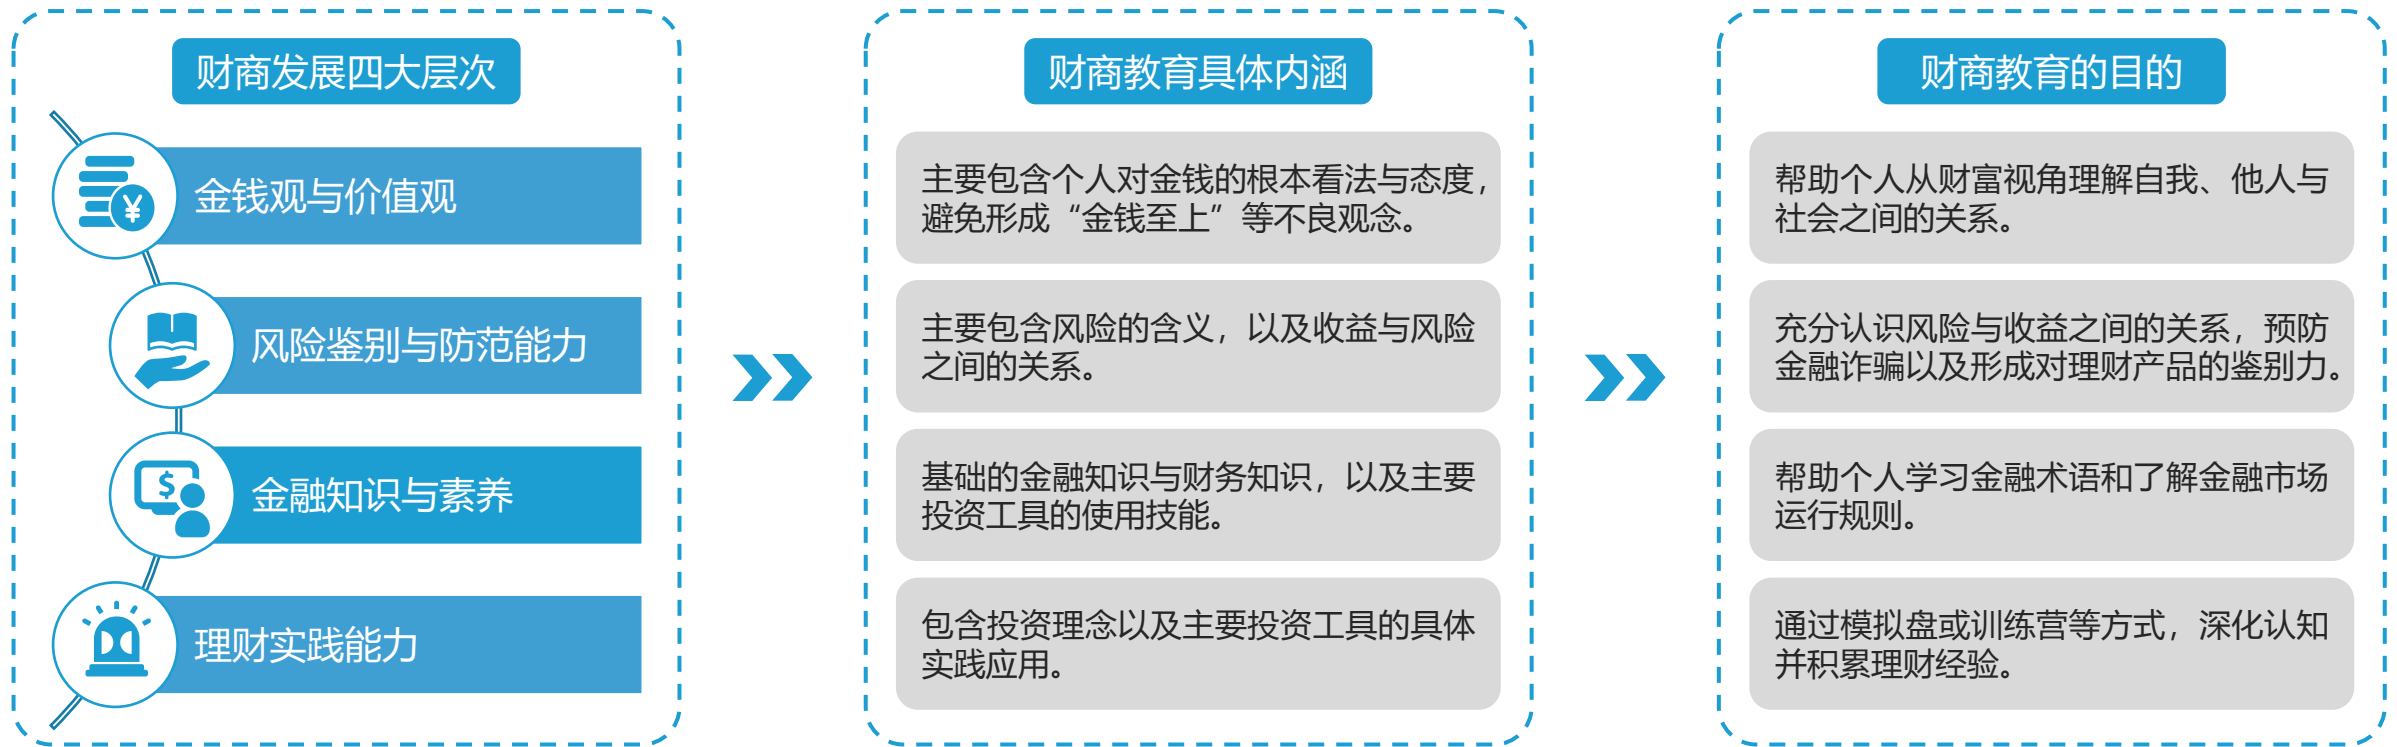 财商发展四大层次
金钱观与价值观
风险鉴别与防范能力
金融知识与素养
理财实践能力
财商教育具体内涵
主要包含个人对金钱的根本看法与态度，
避免形成“金钱至上”等不良观念。
主要包含风险的含义，以及收益与风险
之间的关系。
基础的金融知识与财务知识，以及主要
投资工具的使用技能。
包含投资理念以及主要投资工具的具体
实践应用。
财商教育的目的
帮助个人从财富视角理解自我、他人与
社会之间的关系。
充分认识风险与收益之间的关系，预防
金融诈骗以及形成对理财产品的鉴别力。
帮助个人学习金融术语和了解金融市场
运行规则。
通过模拟盘或训练营等方式，深化认知
并积累理财经验。